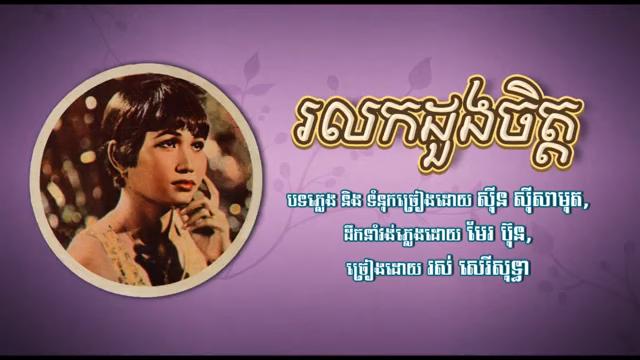 រលកដួងចិត្ត
បទភ្លេង និង ទំនុកច្រៀងដោយ ស៊ីន ស៊ីសាមុត,
ដឹកនាំវង់ភ្លេងដោយ មែរ ប៊ុន,
ច្រៀងដោយ រស់ សេរីសុទ្ធា